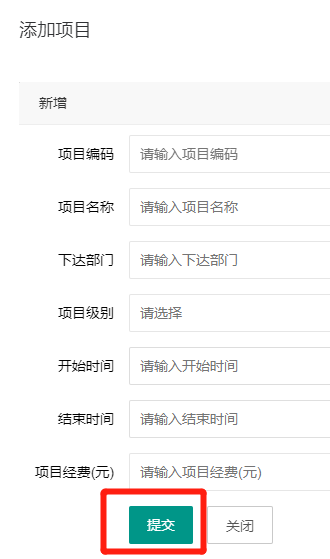 添加项目
新增
项目编码 请输入项目编码
项目名称 请输入项目名称
下达部门 请输入下达部门
项目级别 请选择
开始时间 请输入开始时间
结束时间 请输入结束时间
项目经费(元) 请输入项目经费(元)
提交 关闭